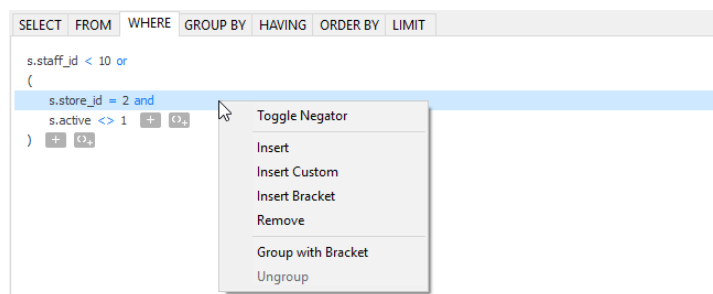 SELECT FROM WHERE GROUP BY HAVING ORDER BY LIMIT
s.staff_id < 10 or
(
s.store_id = 2 and
s.active <> 1 + ()+
) + ()+
Toggle Negator
Insert
Insert Custom
Insert Bracket
Remove
Group with Bracket
Ungroup